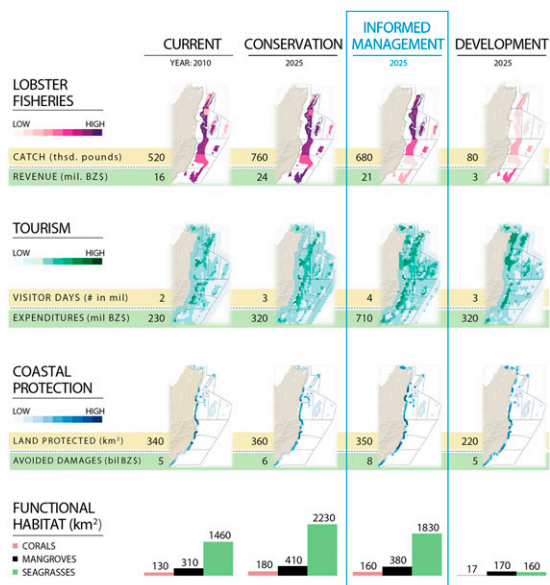 CURRENT CONSERVATION INFORMED MANAGEMENT DEVELOPMENT
YEAR: 2010 2025 2025 2025
LOBSTER
FISHERIES
LOW HIGH
CATCH (thsd. pounds) 520 760 680 80
REVENUE (mil. BZ$) 16 24 21 3
TOURISM
LOW HIGH
VISITOR DAYS (# in mil) 2 3 4 3
EXPENDITURES (mil BZ$) 230 320 710 320
COASTAL
PROTECTION
LOW HIGH
LAND PROTECTED (km²) 340 360 350 220
AVOIDED DAMAGES (bil BZ$) 5 6 8 5
FUNCTIONAL
HABITAT (km²)
CORALS
MANGROVES
SEAGRASSES
130 310 1460
180 410 2230
160 380 1830
17 170 160